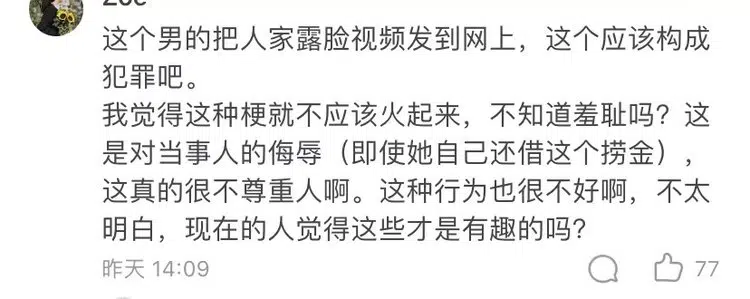 Zoe
这个男的把人家露脸视频发到网上，这个应该构成
犯罪吧。
我觉得这种梗就不应该火起来，不知道羞耻吗？这
是对当事人的侮辱（即使她自己还借这个捞金），
这真的很不尊重人啊。这种行为也很不好啊，不太
明白，现在的人觉得这些才是有趣的吗？
昨天 14:09
77